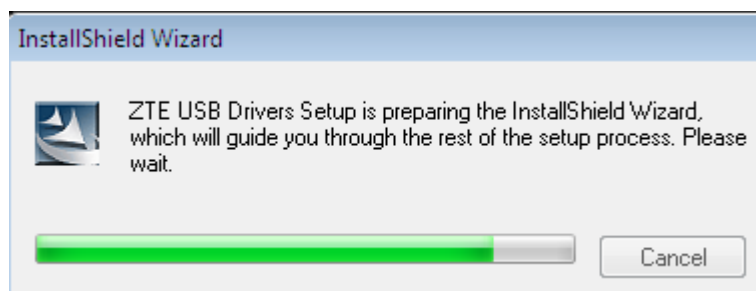 InstallShield Wizard
ZTE USB Drivers Setup is preparing the InstallShield Wizard,
which will guide you through the rest of the setup process. Please
wait.
Cancel